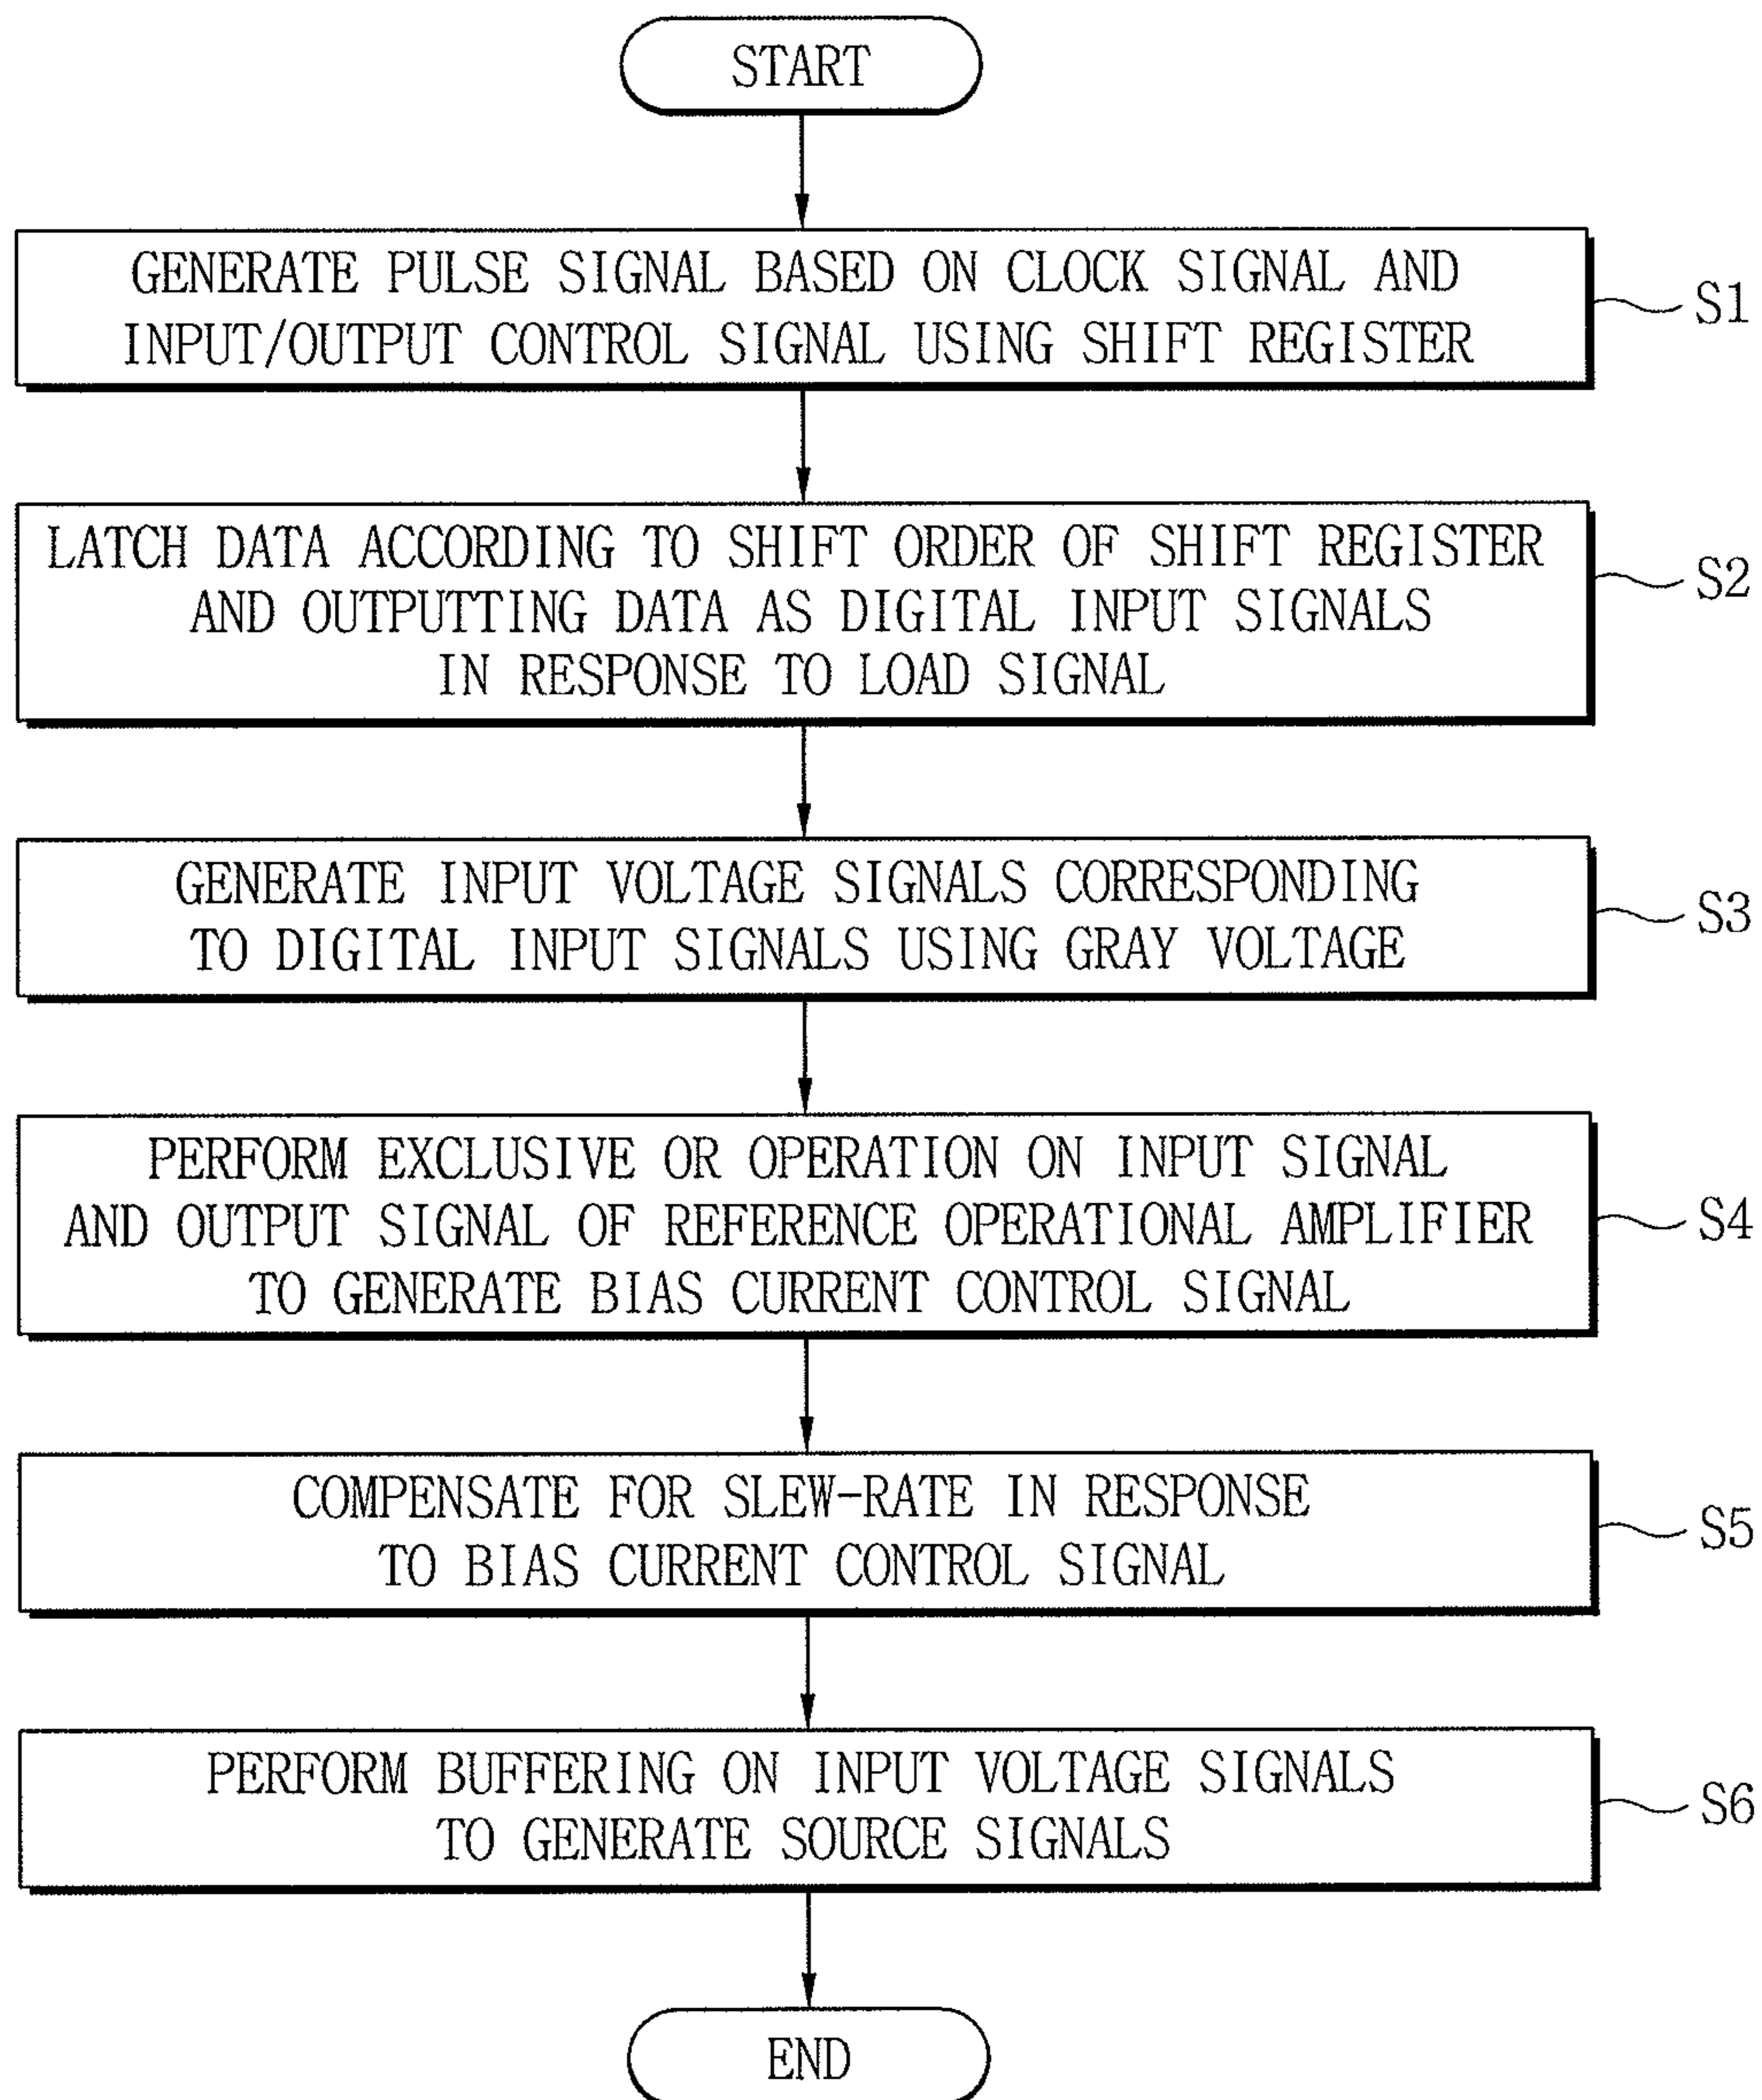 START
GENERATE PULSE SIGNAL BASED ON CLOCK SIGNAL AND
INPUT/OUTPUT CONTROL SIGNAL USING SHIFT REGISTER
S1
LATCH DATA ACCORDING TO SHIFT ORDER OF SHIFT REGISTER
AND OUTPUTTING DATA AS DIGITAL INPUT SIGNALS
IN RESPONSE TO LOAD SIGNAL
S2
GENERATE INPUT VOLTAGE SIGNALS CORRESPONDING
TO DIGITAL INPUT SIGNALS USING GRAY VOLTAGE
S3
PERFORM EXCLUSIVE OR OPERATION ON INPUT SIGNAL
AND OUTPUT SIGNAL OF REFERENCE OPERATIONAL AMPLIFIER
TO GENERATE BIAS CURRENT CONTROL SIGNAL
S4
COMPENSATE FOR SLEW-RATE IN RESPONSE
TO BIAS CURRENT CONTROL SIGNAL
S5
PERFORM BUFFERING ON INPUT VOLTAGE SIGNALS
TO GENERATE SOURCE SIGNALS
S6
END